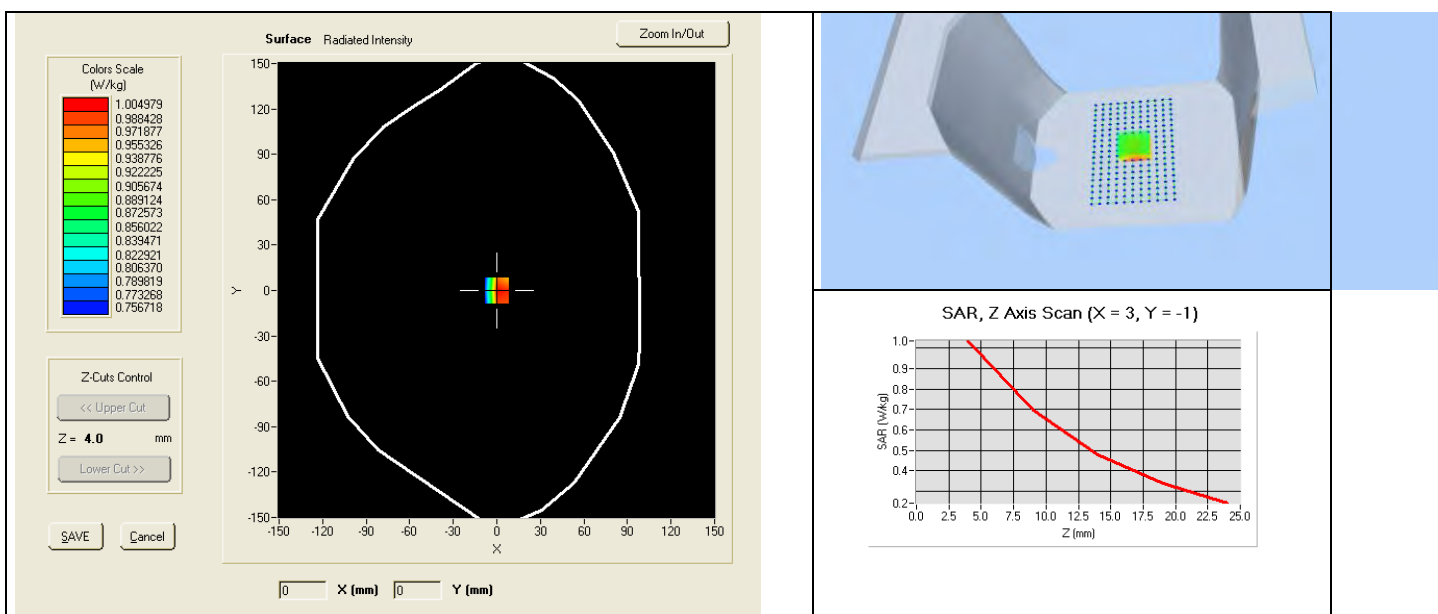 Surface Radiated Intensity
Zoom In/Out
Colors Scale
(W/kg)
1.004979
0.988428
0.971877
0.955326
0.938776
0.922225
0.905674
0.889124
0.872573
0.856022
0.839471
0.822921
0.806370
0.789819
0.773268
0.756718
Z-Cuts Control
<< Upper Cut
Z = 4.0 mm
Lower Cut >>
SAVE Cancel
150
120
90
60
30
0
-30
-60
-90
-120
-150
Y
-150 -120 -90 -60 -30 0 30 60 90 120 150
X
0 X (mm) 0 Y (mm)
SAR, Z Axis Scan (X = 3, Y = -1)
SAR (W/kg)
1.0
0.9
0.8
0.7
0.6
0.5
0.4
0.2
0.0 2.5 5.0 7.5 10.0 12.5 15.0 17.5 20.0 22.5 25.0
Z (mm)